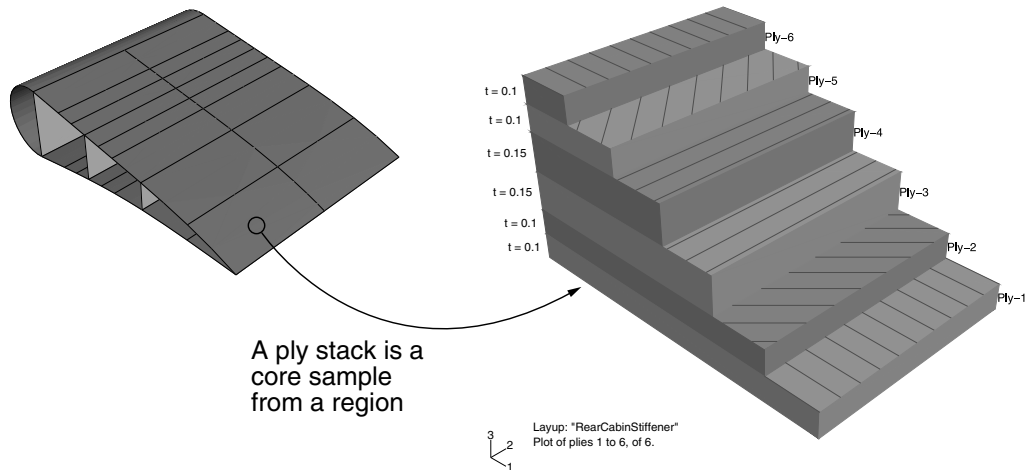 Ply-6
t = 0.1
Ply-5
t = 0.1
Ply-4
t = 0.15
Ply-3
t = 0.15
Ply-2
t = 0.1
t = 0.1
Ply-1
A ply stack is a
core sample
from a region
3
2
1
Layup: "RearCabinStiffener"
Plot of plies 1 to 6, of 6.